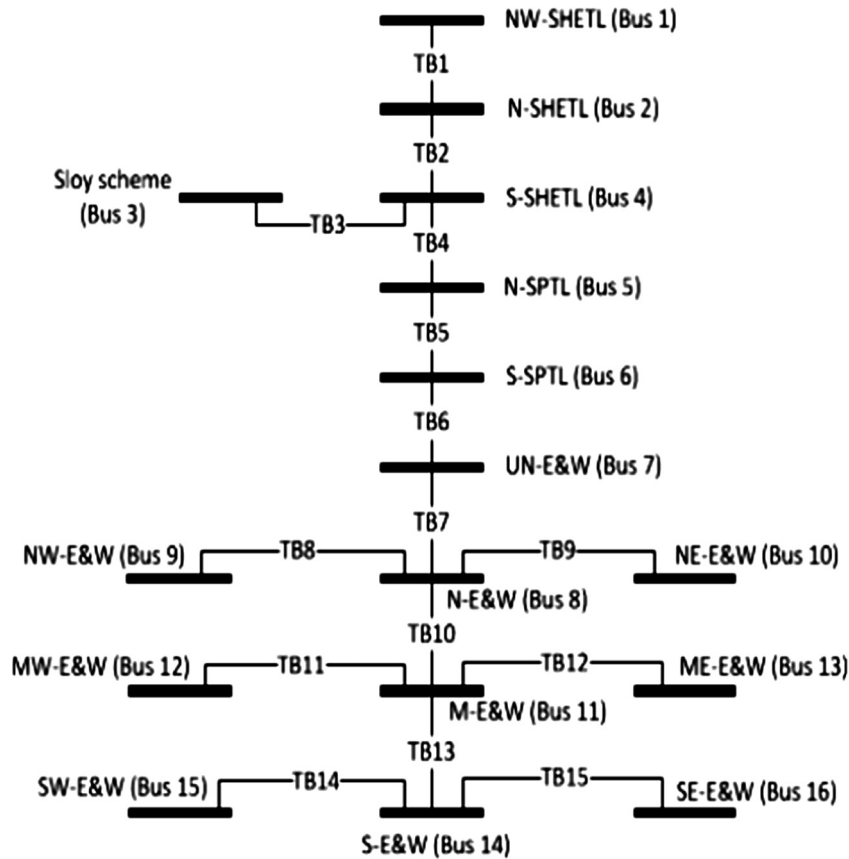 NW-SHETL (Bus 1)
TB1
N-SHETL (Bus 2)
TB2
Sloy scheme
(Bus 3)
S-SHETL (Bus 4)
TB3
TB4
N-SPTL (Bus 5)
TB5
S-SPTL (Bus 6)
TB6
UN-E&W (Bus 7)
TB7
NW-E&W (Bus 9)
TB8
TB9
NE-E&W (Bus 10)
N-E&W (Bus 8)
TB10
MW-E&W (Bus 12)
TB11
TB12
ME-E&W (Bus 13)
M-E&W (Bus 11)
TB13
SW-E&W (Bus 15)
TB14
TB15
SE-E&W (Bus 16)
S-E&W (Bus 14)